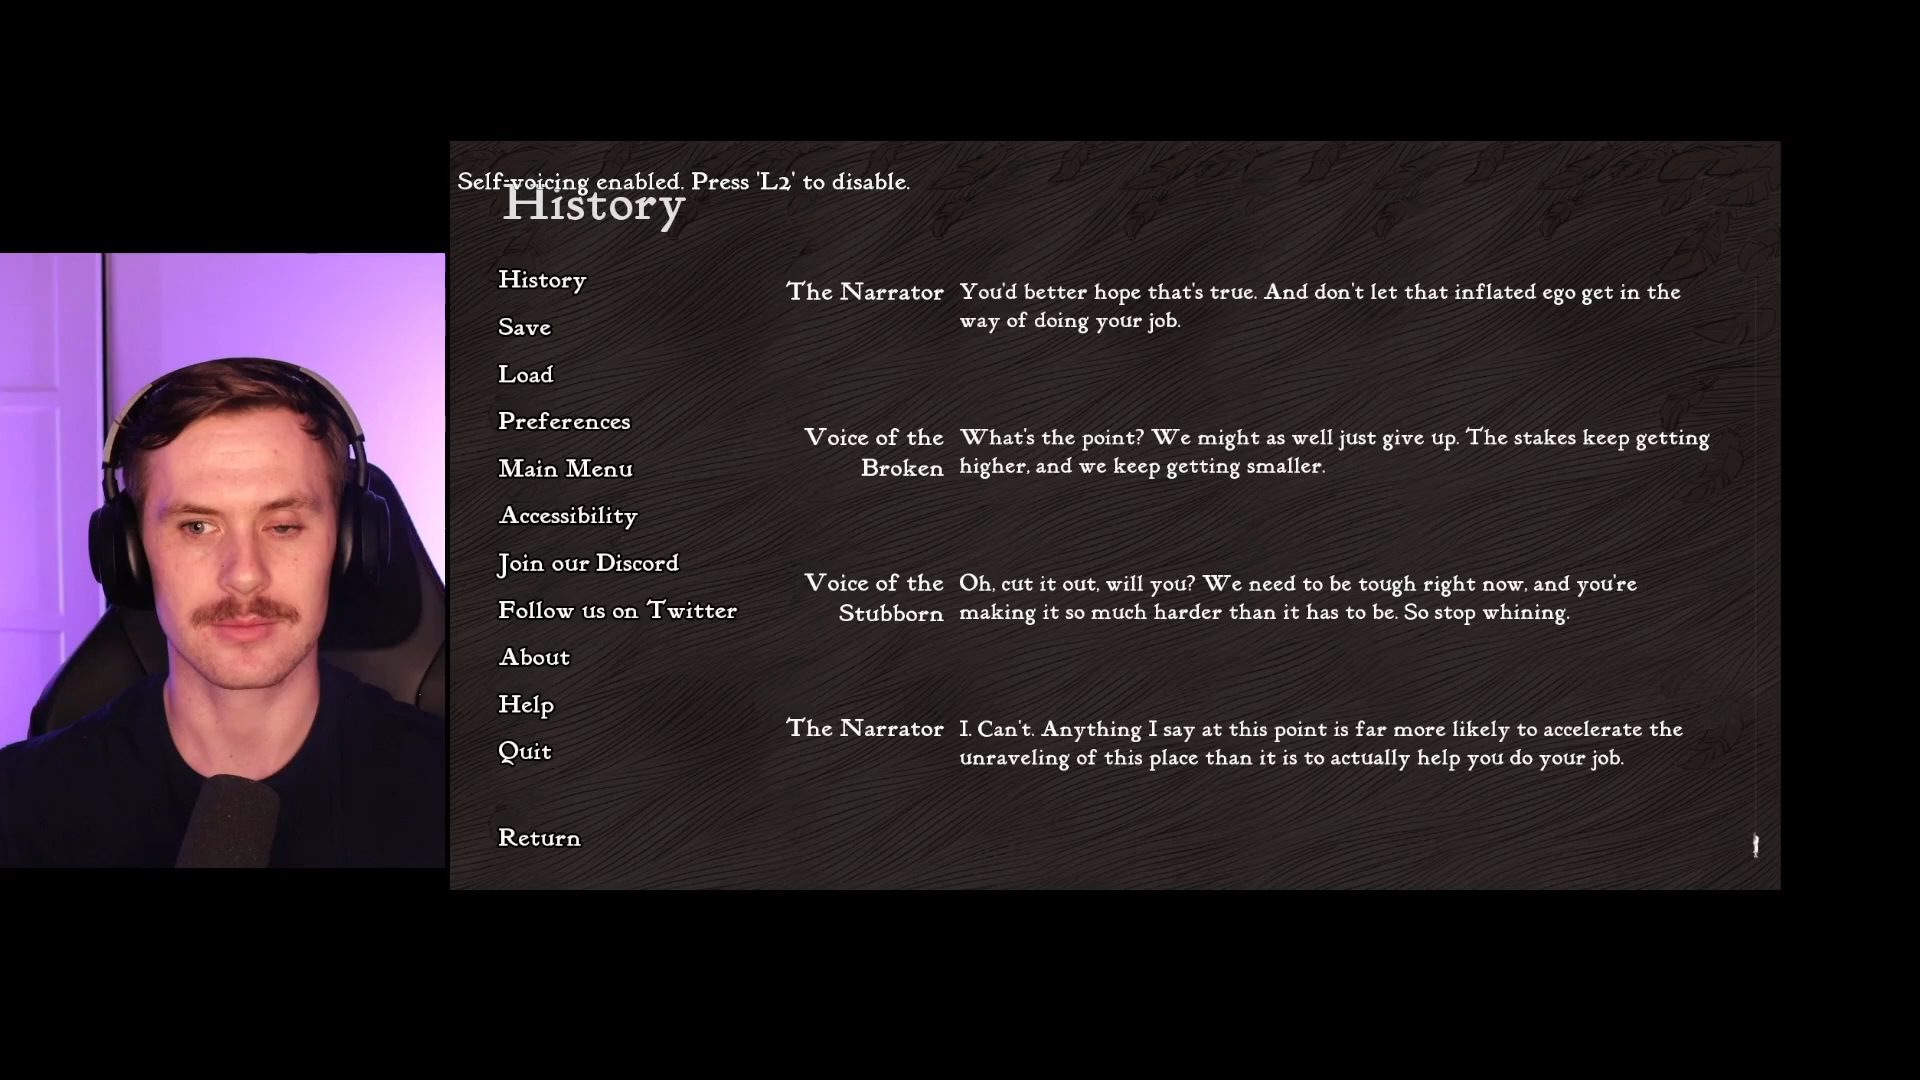 Self-voicing enabled. Press 'L2' to disable.
History
History
Save
Load
Preferences
Main Menu
Accessibility
Join our Discord
Follow us on Twitter
About
Help
Quit
Return
The Narrator
You'd better hope that's true. And don't let that inflated ego get in the
way of doing your job.
Voice of the
Broken
What's the point? We might as well just give up. The stakes keep getting
higher, and we keep getting smaller.
Voice of the
Stubborn
Oh, cut it out, will you? We need to be tough right now, and you're
making it so much harder than it has to be. So stop whining.
The Narrator
I. Can't. Anything I say at this point is far more likely to accelerate the
unraveling of this place than it is to actually help you do your job.